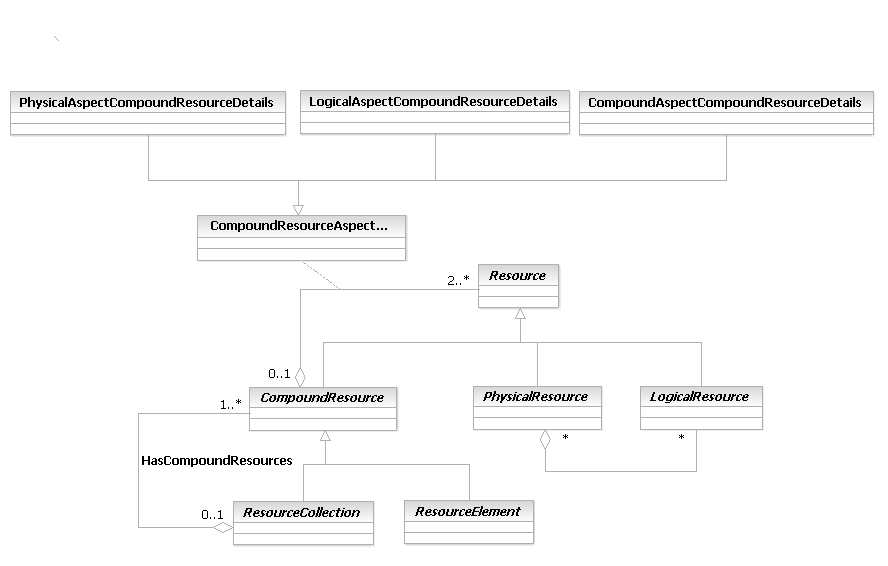 PhysicalAspectCompoundResourceDetails
LogicalAspectCompoundResourceDetails
CompoundAspectCompoundResourceDetails
CompoundResourceAspect...
Resource
2..*
0..1
CompoundResource
PhysicalResource
LogicalResource
1..*
*
*
HasCompoundResources
ResourceCollection
ResourceElement
0..1